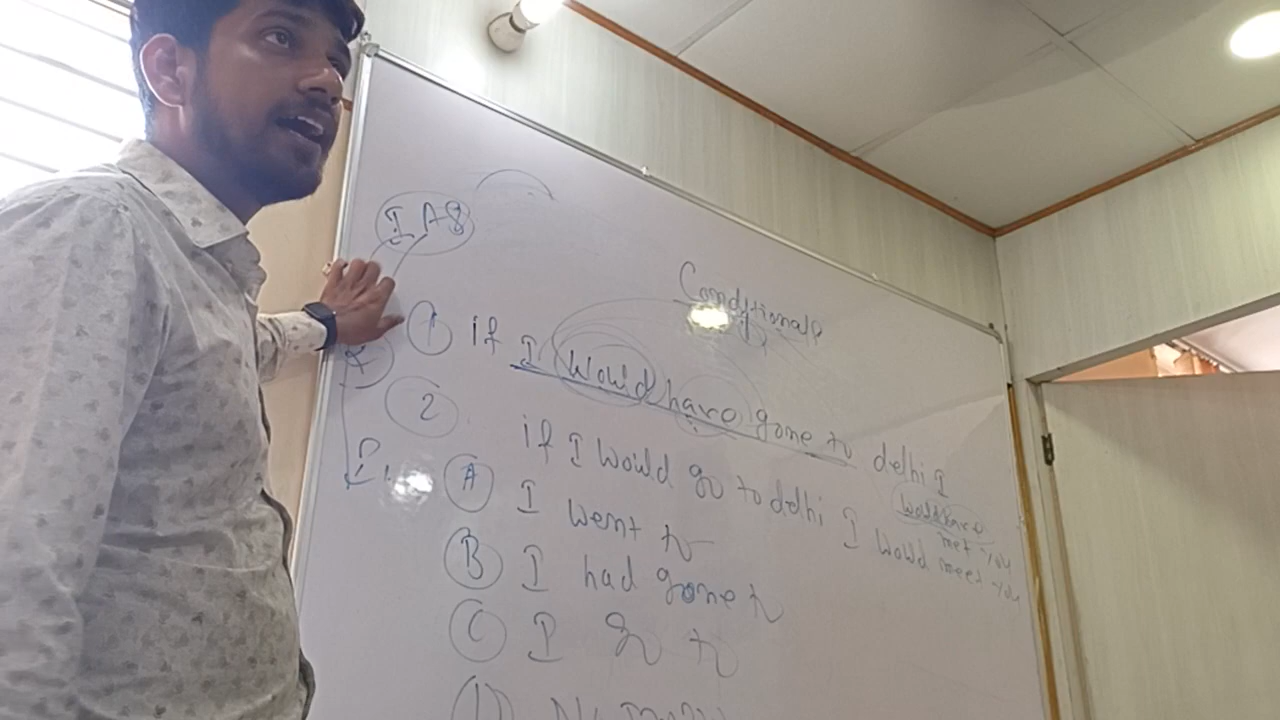 IAS
Conditionals
1 if I Would have gone to delhi I
would have
met you
2 if I Would go to delhi I would meet you
A I went to
B I had gone to
C I go to